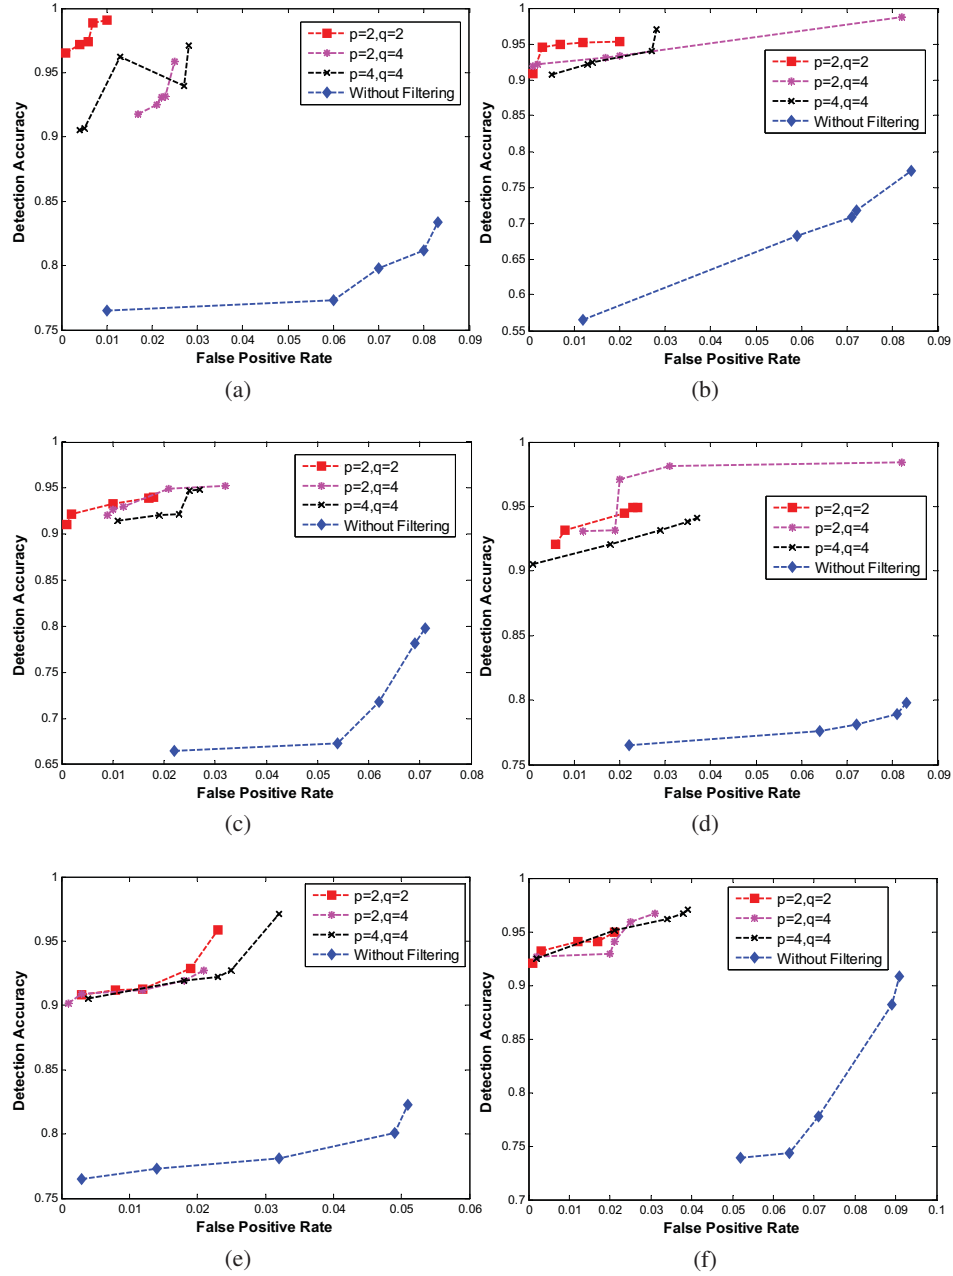 1
0.95
0.9
0.85
0.8
0.75
0 0.01 0.02 0.03 0.04 0.05 0.06 0.07 0.08 0.09
Detection Accuracy
False Positive Rate
p=2,q=2
p=2,q=4
p=4,q=4
Without Filtering
(a)
1
0.95
0.9
0.85
0.8
0.75
0.7
0.65
0.6
0.55
0 0.01 0.02 0.03 0.04 0.05 0.06 0.07 0.08 0.09
Detection Accuracy
False Positive Rate
p=2,q=2
p=2,q=4
p=4,q=4
Without Filtering
(b)
1
0.95
0.9
0.85
0.8
0.75
0.7
0.65
0 0.01 0.02 0.03 0.04 0.05 0.06 0.07 0.08
Detection Accuracy
False Positive Rate
p=2,q=2
p=2,q=4
p=4,q=4
Without Filtering
(c)
1
0.95
0.9
0.85
0.8
0.75
0 0.01 0.02 0.03 0.04 0.05 0.06 0.07 0.08 0.09
Detection Accuracy
False Positive Rate
p=2,q=2
p=2,q=4
p=4,q=4
Without Filtering
(d)
1
0.95
0.9
0.85
0.8
0.75
0 0.01 0.02 0.03 0.04 0.05 0.06
Detection Accuracy
False Positive Rate
p=2,q=2
p=2,q=4
p=4,q=4
Without Filtering
(e)
1
0.95
0.9
0.85
0.8
0.75
0.7
0 0.01 0.02 0.03 0.04 0.05 0.06 0.07 0.08 0.09 0.1
Detection Accuracy
False Positive Rate
p=2,q=2
p=2,q=4
p=4,q=4
Without Filtering
(f)